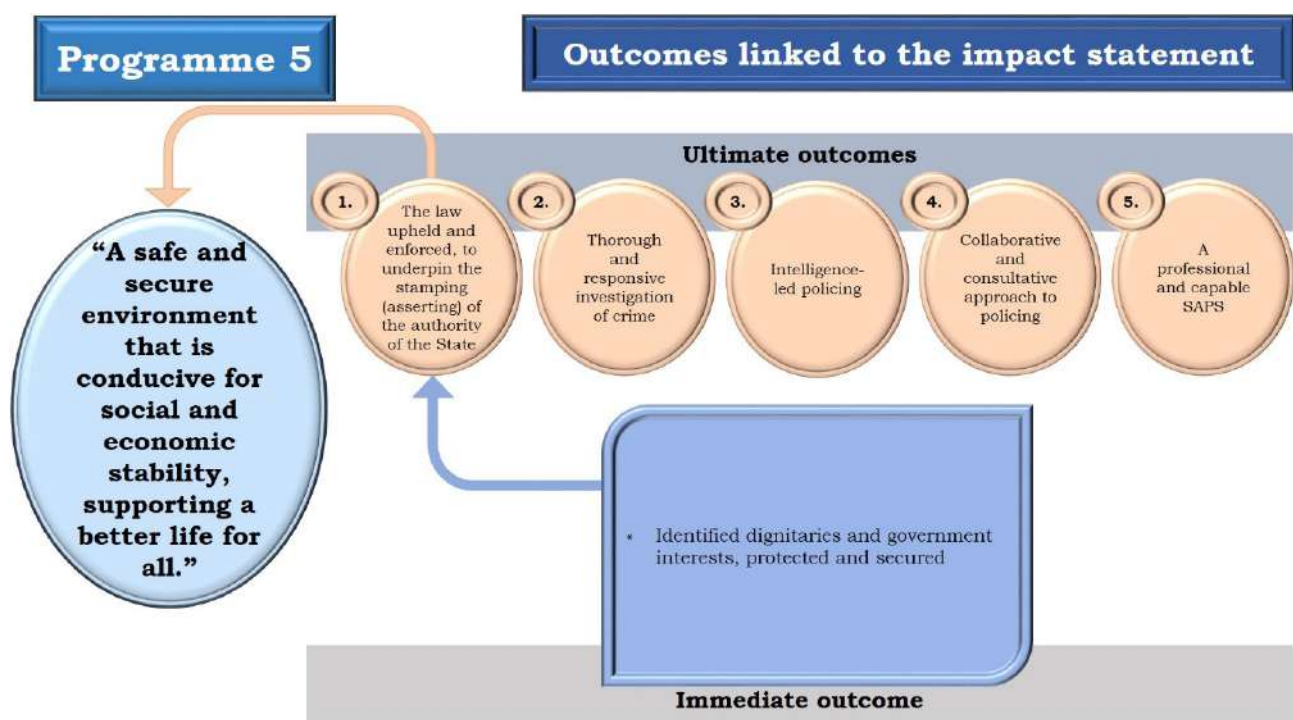 Programme 5
Outcomes linked to the impact statement
Ultimate outcomes
1.
The law
upheld and
enforced, to
underpin the
stamping
(asserting) of
the authority
of the State
2.
Thorough
and
responsive
investigation
of crime
3.
Intelligence-
led policing
4.
Collaborative
and
consultative
approach to
policing
5.
A
professional
and capable
SAPS
“A safe and
secure
environment
that is
conducive for
social and
economic
stability,
supporting a
better life for
all.”
• Identified dignitaries and government
interests, protected and secured
Immediate outcome